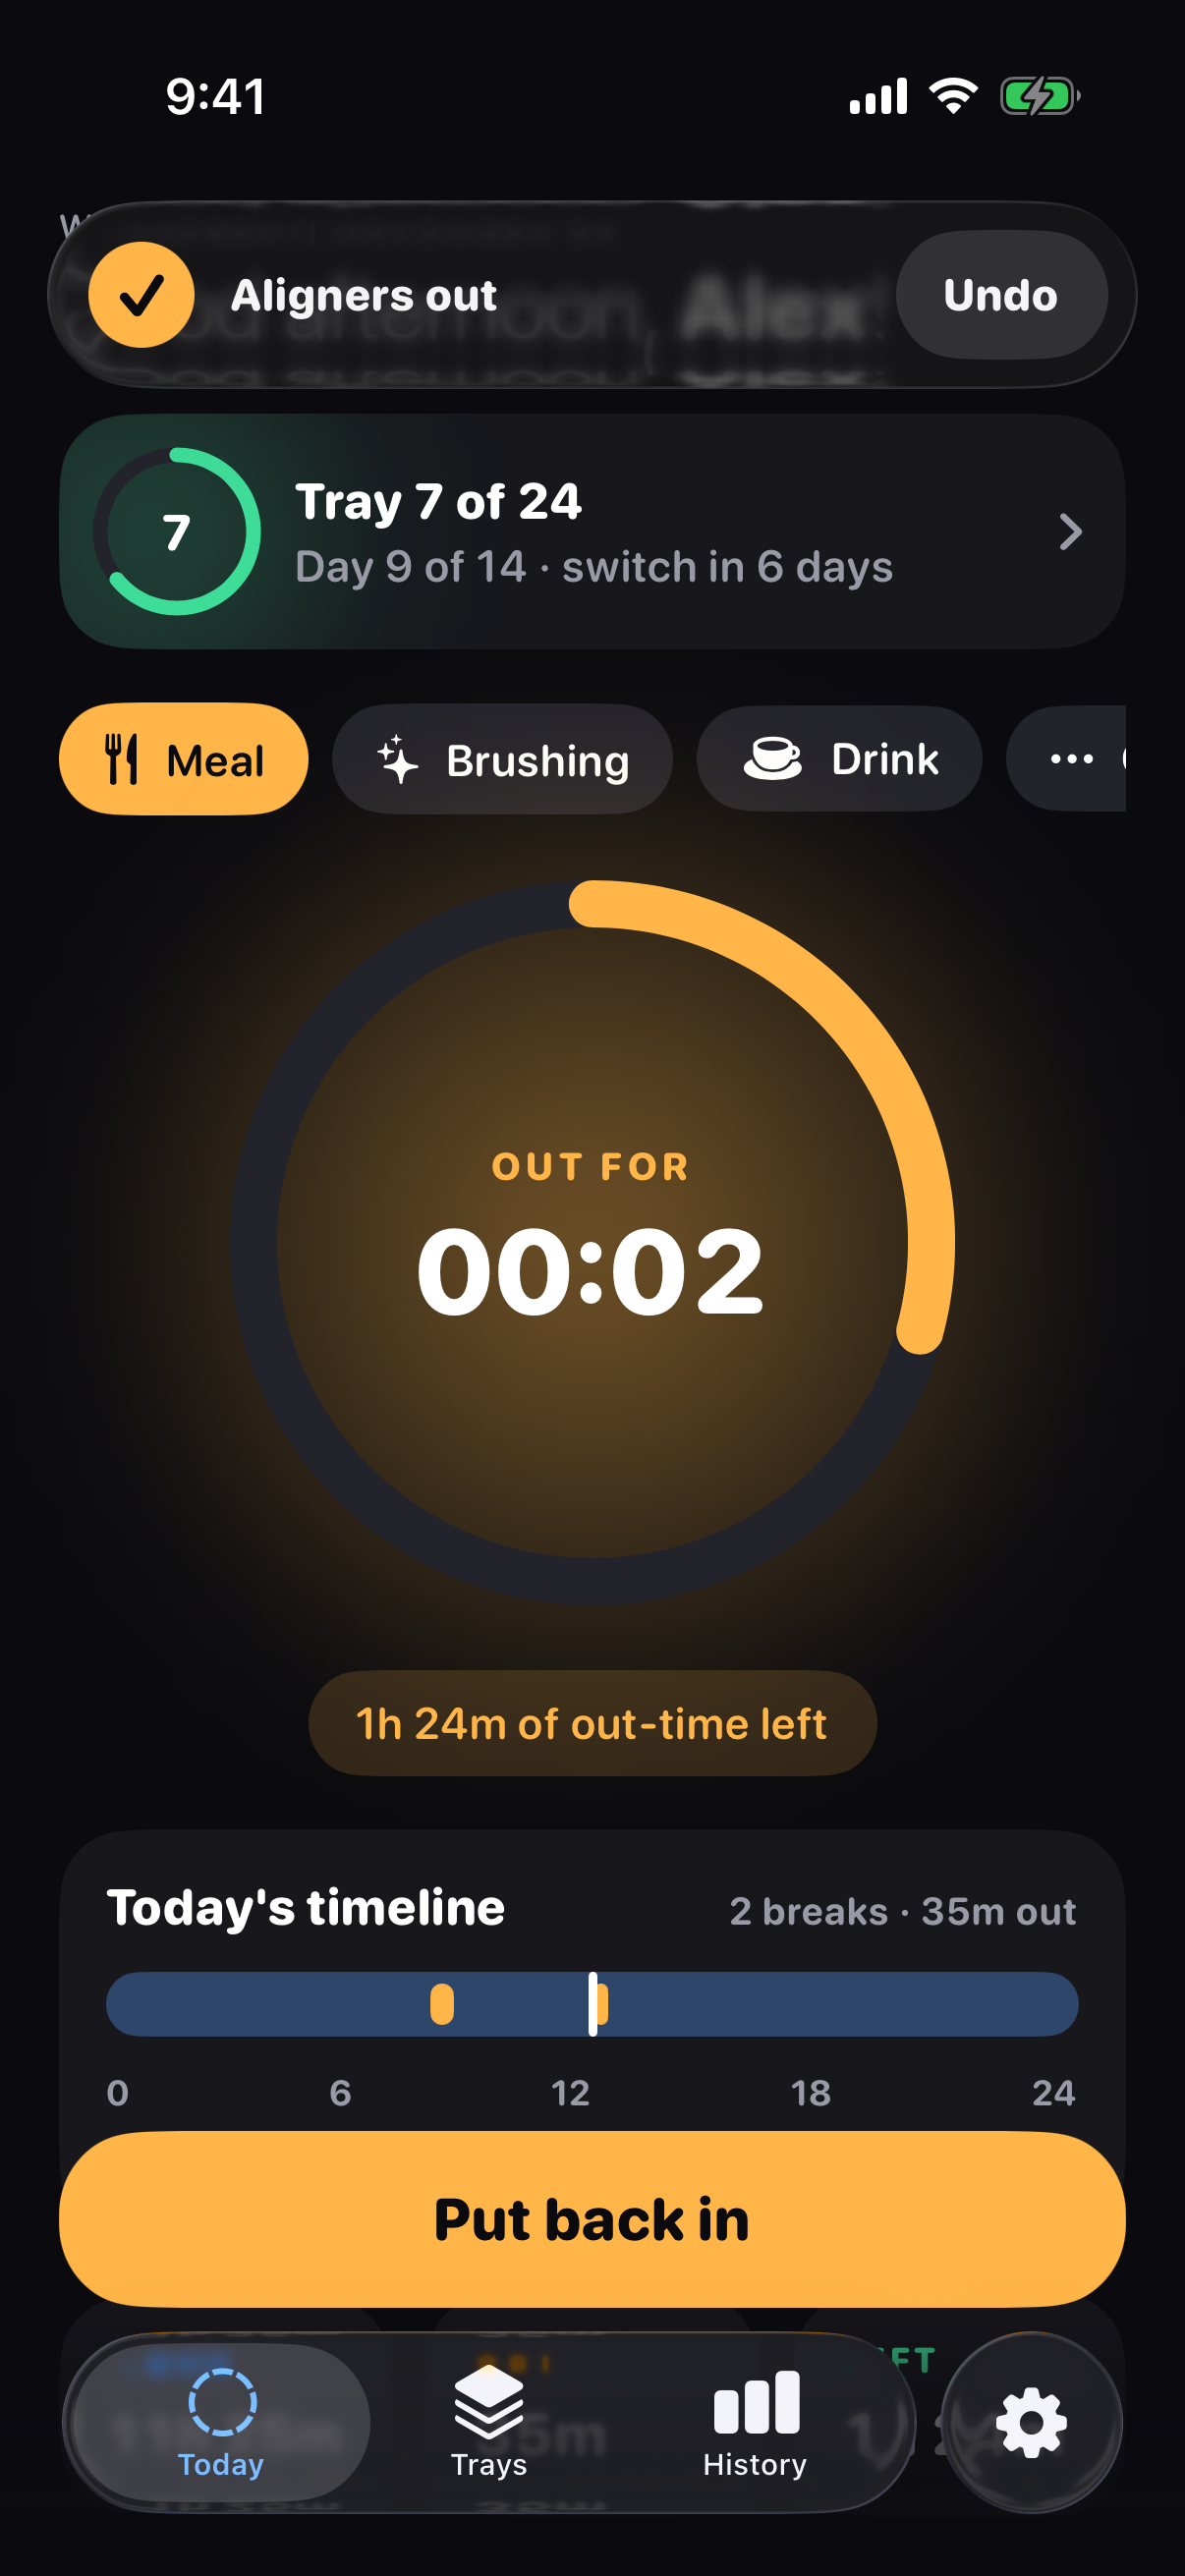 9:41
Aligners out
Undo
afternoon, Alex!
7
Tray 7 of 24
Day 9 of 14 · switch in 6 days
Meal
Brushing
Drink
OUT FOR
00:02
1h 24m of out-time left
Today's timeline
2 breaks · 35m out
0 6 12 18 24
Put back in
Today
Trays
History